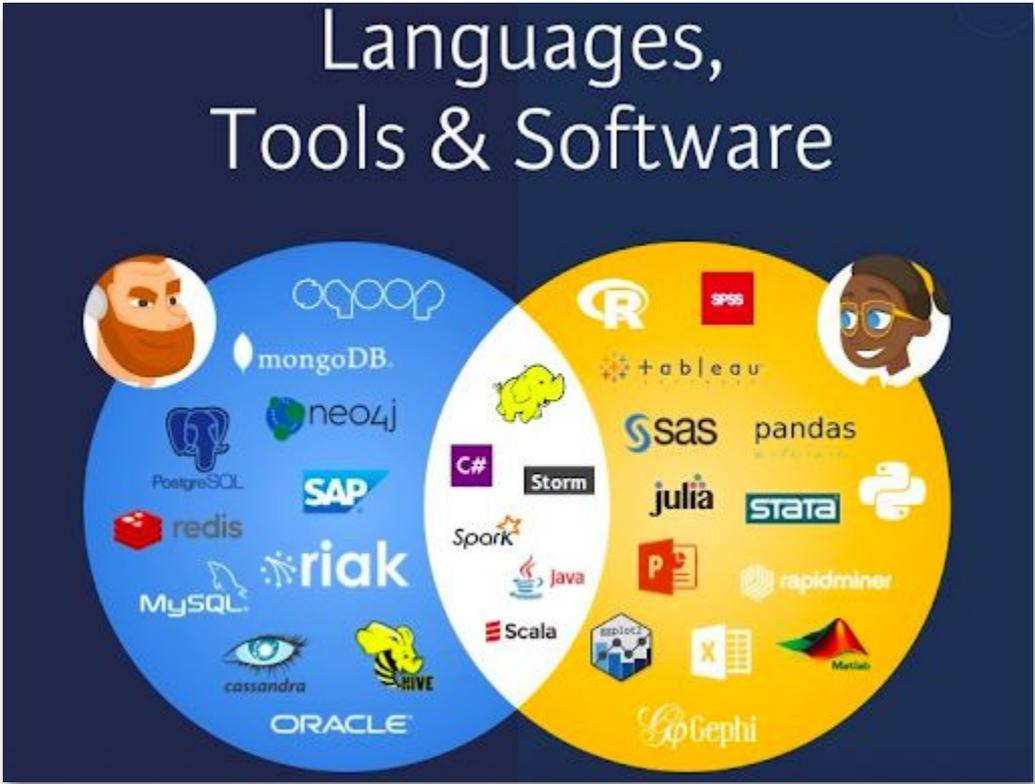 Languages,
Tools & Software
sqoop
mongoDB.
neo4j
PostgreSQL
SAP
redis
riak
MySQL.
cassandra
HIVE
ORACLE
C#
Storm
Spark
Java
Scala
R
SPSS
+ a b | e a u
sas
pandas
julia
stata
P
rapidminer
ggplot2
X
Matlab
Gephi